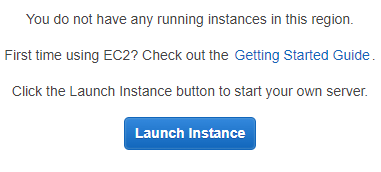 You do not have any running instances in this region.
First time using EC2? Check out the Getting Started Guide.
Click the Launch Instance button to start your own server.
Launch Instance